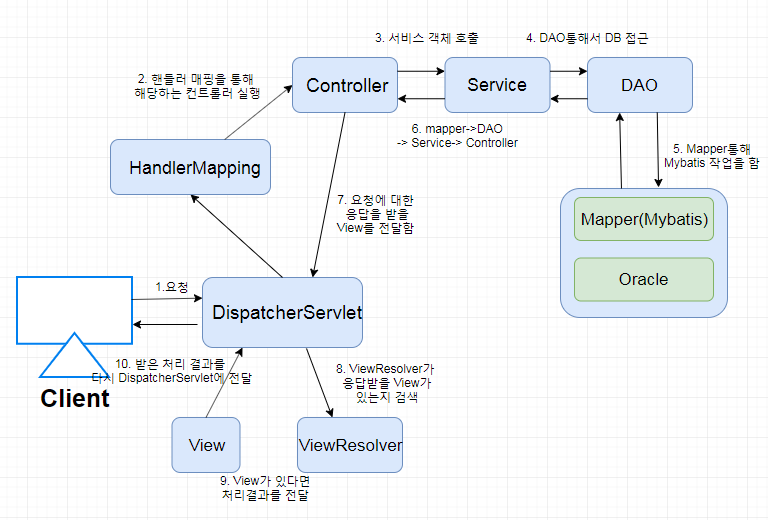 3. 서비스 객체 호출
4. DAO통해서 DB 접근
2. 핸들러 매핑을 통해
해당하는 컨트롤러 실행
Controller
Service
DAO
6. mapper->DAO
-> Service-> Controller
5. Mapper통해
Mybatis 작업을 함
HandlerMapping
7. 요청에 대한
응답을 받을
View를 전달함
Mapper(Mybatis)
Oracle
1.요청
DispatcherServlet
10. 받은 처리 결과를
다시 DispatcherServlet에 전달
8. ViewResolver가
응답받을 View가
있는지 검색
Client
View
ViewResolver
9. View가 있다면
처리결과를 전달